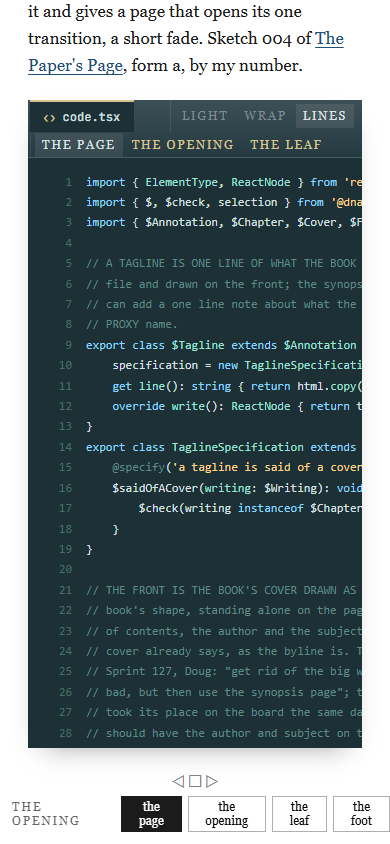 it and gives a page that opens its one
transition, a short fade. Sketch 004 of The
Paper's Page, form a, by my number.
<> code.tsx LIGHT WRAP LINES
THE PAGE THE OPENING THE LEAF
1 import { ElementType, ReactNode } from 're
2 import { $, $check, selection } from '@dna
3 import { $Annotation, $Chapter, $Cover, $F
4
5 // A TAGLINE IS ONE LINE OF WHAT THE BOOK
6 // file and drawn on the front; the synops
7 // can add a one line note about what the
8 // PROXY name.
9 export class $Tagline extends $Annotation
10 specification = new TaglineSpecificati
11 get line(): string { return html.copy(
12 override write(): ReactNode { return t
13 }
14 export class TaglineSpecification extends
15 @specify('a tagline is said of a cover
16 $saidOfACover(writing: $Writing): void
17 $check(writing instanceof $Chapter
18 }
19 }
20
21 // THE FRONT IS THE BOOK'S COVER DRAWN AS
22 // book's shape, standing alone on the pag
23 // of contents, the author and the subject
24 // cover already says, as the byline is. T
25 // Sprint 127, Doug: "get rid of the big w
26 // bad, but then use the synopsis page"; t
27 // took its place on the board the same da
28 // should have the author and subject on t
THE OPENING
the page
the opening
the leaf
the foot